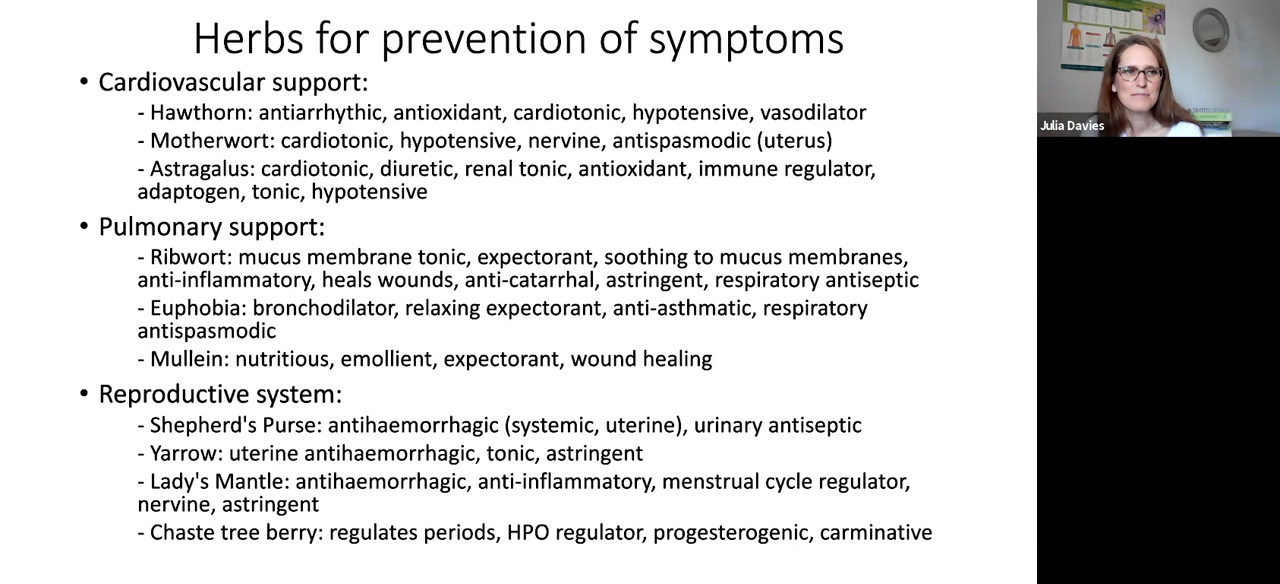 Herbs for prevention of symptoms
• Cardiovascular support:
- Hawthorn: antiarrhythic, antioxidant, cardiotonic, hypotensive, vasodilator
- Motherwort: cardiotonic, hypotensive, nervine, antispasmodic (uterus)
- Astragalus: cardiotonic, diuretic, renal tonic, antioxidant, immune regulator,
adaptogen, tonic, hypotensive
• Pulmonary support:
- Ribwort: mucus membrane tonic, expectorant, soothing to mucus membranes,
anti-inflammatory, heals wounds, anti-catarrhal, astringent, respiratory antiseptic
- Euphobia: bronchodilator, relaxing expectorant, anti-asthmatic, respiratory
antispasmodic
- Mullein: nutritious, emollient, expectorant, wound healing
• Reproductive system:
- Shepherd's Purse: antihaemorrhagic (systemic, uterine), urinary antiseptic
- Yarrow: uterine antihaemorrhagic, tonic, astringent
- Lady's Mantle: antihaemorrhagic, anti-inflammatory, menstrual cycle regulator,
nervine, astringent
- Chaste tree berry: regulates periods, HPO regulator, progesterogenic, carminative
Julia Davies